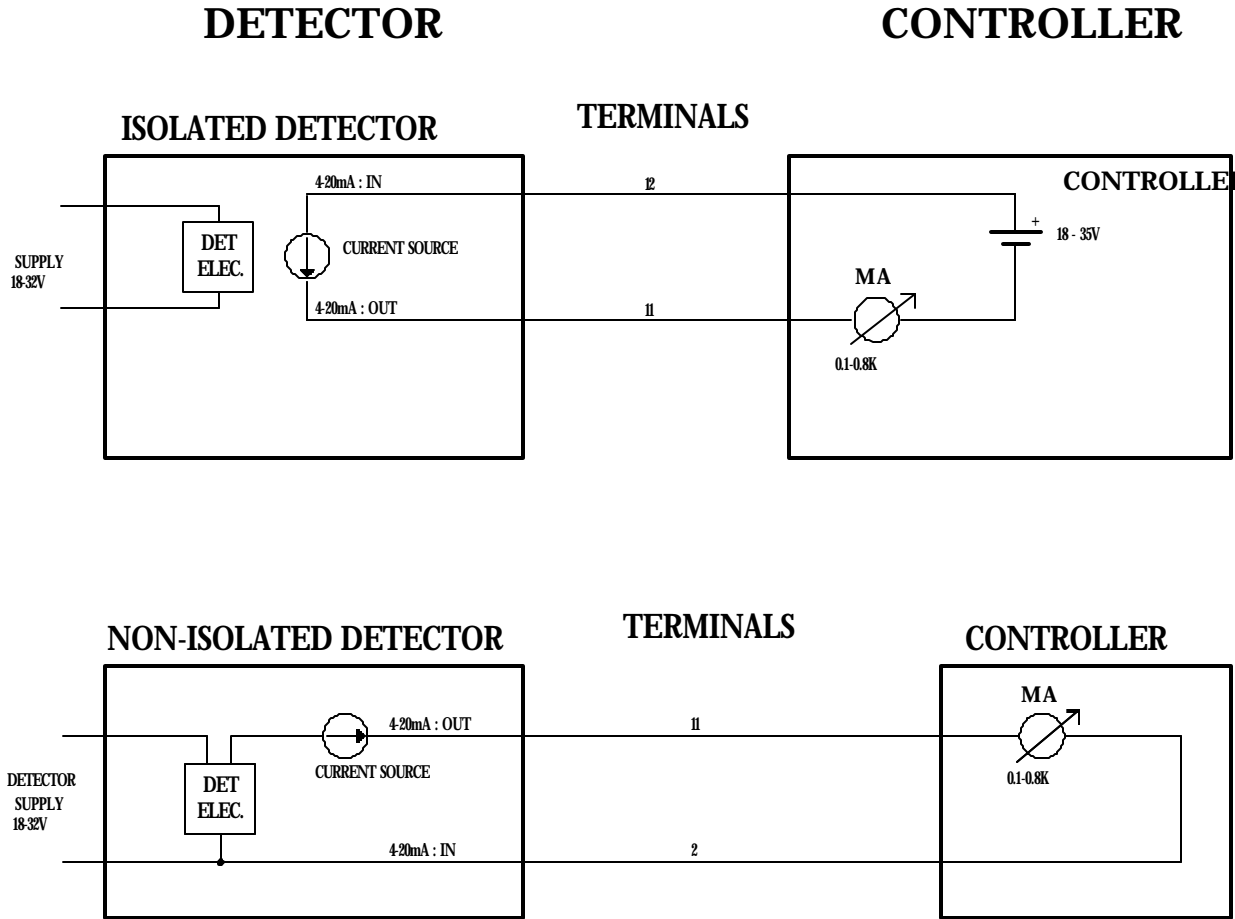 DETECTOR
CONTROLLER
ISOLATED DETECTOR
TERMINALS
CONTROLLE
4-20mA : IN
12
+
18 - 35V
DET
ELEC.
CURRENT SOURCE
SUPPLY
18-32V
MA
4-20mA : OUT
11
0.1-0.8K
NON-ISOLATED DETECTOR
TERMINALS
CONTROLLER
MA
4-20mA : OUT
11
CURRENT SOURCE
0.1-0.8K
DETECTOR
SUPPLY
18-32V
DET
ELEC.
4-20mA : IN
2